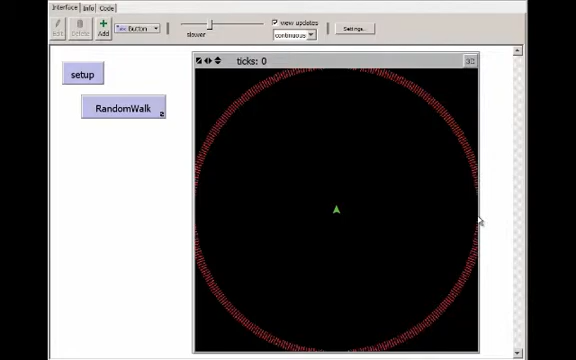 Interface Info Code
Edit Delete Add Button slower view updates continuous Settings...
ticks: 0 3D
setup
RandomWalk